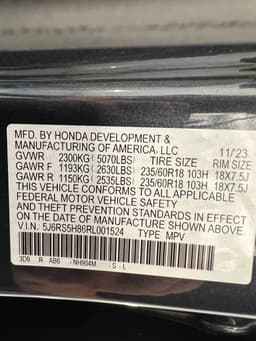 MFD. BY HONDA DEVELOPMENT &
MANUFACTURING OF AMERICA, LLC 11/23
GVWR 2300KG( 5070LBS) TIRE SIZE RIM SIZE
GAWR F 1193KG( 2630LBS) 235/60R18 103H 18X7.5J
GAWR R 1150KG( 2535LBS) 235/60R18 103H 18X7.5J
THIS VEHICLE CONFORMS TO ALL APPLICABLE
FEDERAL MOTOR VEHICLE SAFETY
AND THEFT PREVENTION STANDARDS IN EFFECT
ON THE DATE OF MANUFACTURE SHOWN ABOVE.
V.I.N. 5J6RS5H86RL001524 TYPE MPV
3D9 R AB6 -NH904M -S -L